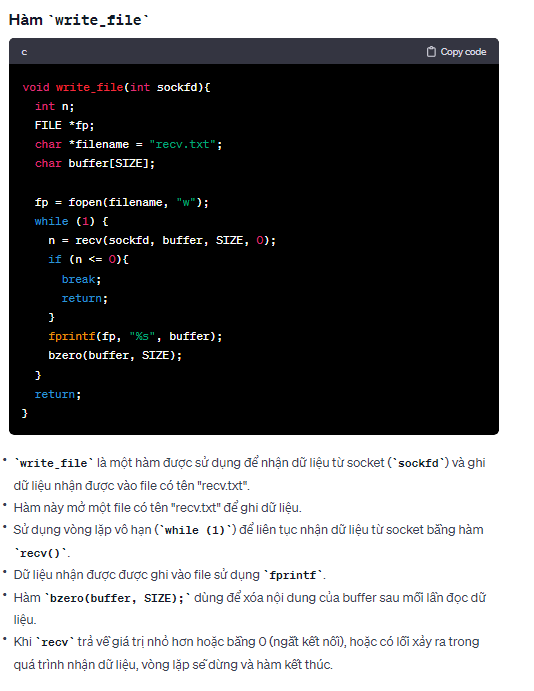 Hàm `write_file`
c Copy code
void write_file(int sockfd){
int n;
FILE *fp;
char *filename = "recv.txt";
char buffer[SIZE];
fp = fopen(filename, "w");
while (1) {
n = recv(sockfd, buffer, SIZE, 0);
if (n <= 0){
break;
return;
}
fprintf(fp, "%s", buffer);
bzero(buffer, SIZE);
}
return;
}
• `write_file` là một hàm được sử dụng để nhận dữ liệu từ socket (`sockfd`) và ghi
dữ liệu nhận được vào file có tên "recv.txt".
• Hàm này mở một file có tên "recv.txt" để ghi dữ liệu.
• Sử dụng vòng lặp vô hạn (`while (1)`) để liên tục nhận dữ liệu từ socket bằng hàm
`recv()`.
• Dữ liệu nhận được được ghi vào file sử dụng `fprintf`.
• Hàm `bzero(buffer, SIZE);` dùng để xóa nội dung của buffer sau mỗi lần đọc dữ
liệu.
• Khi `recv` trả về giá trị nhỏ hơn hoặc bằng 0 (ngắt kết nối), hoặc có lỗi xảy ra trong
quá trình nhận dữ liệu, vòng lặp sẽ dừng và hàm kết thúc.